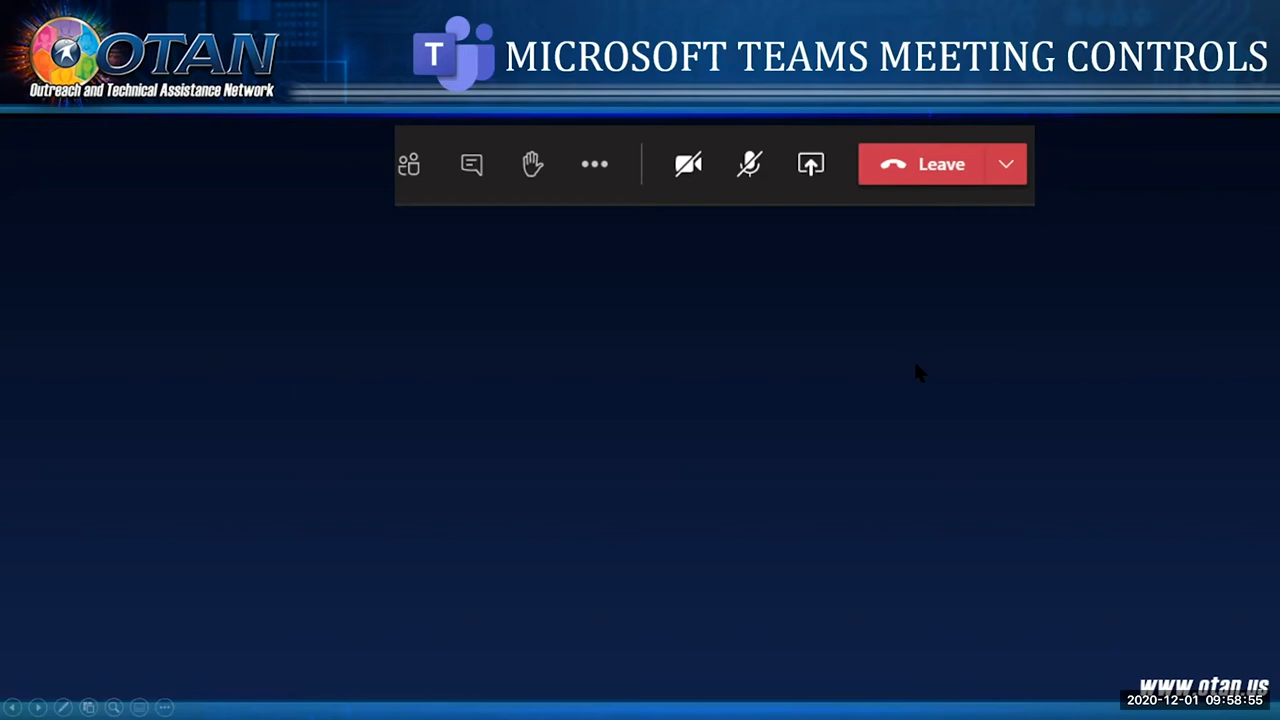 OTAN
Outreach and Technical Assistance Network
T
MICROSOFT TEAMS MEETING CONTROLS
Leave
www.otan.us
2020-12-01 09:58:55